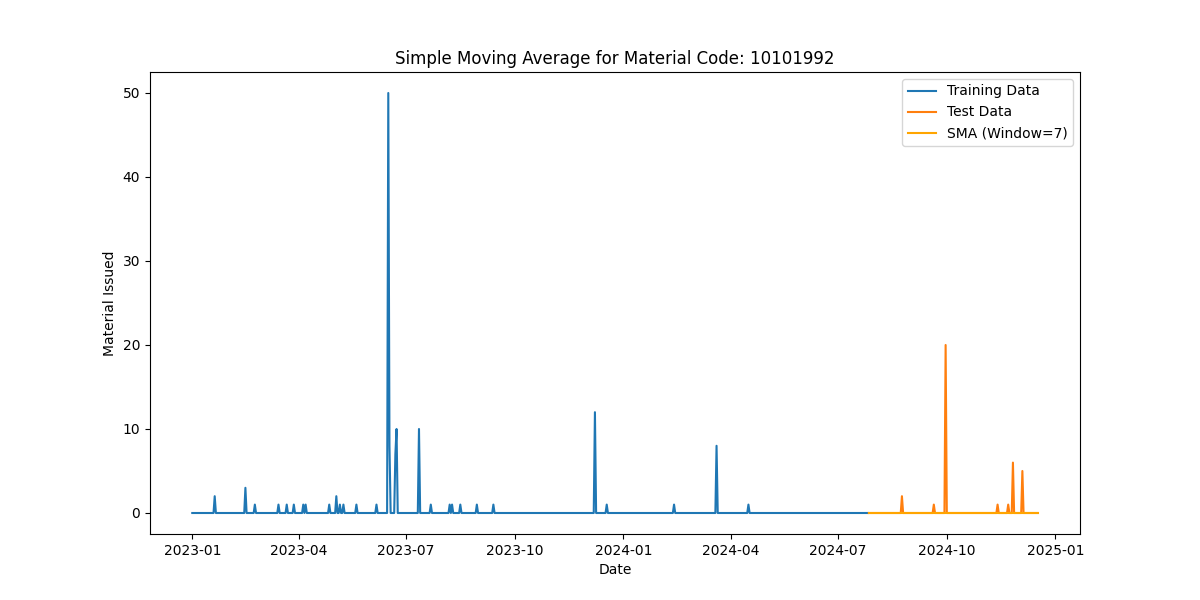 Simple Moving Average for Material Code: 10101992
Training Data
Test Data
SMA (Window=7)
Material Issued
50
40
30
20
10
0
2023-01 2023-04 2023-07 2023-10 2024-01 2024-04 2024-07 2024-10 2025-01
Date